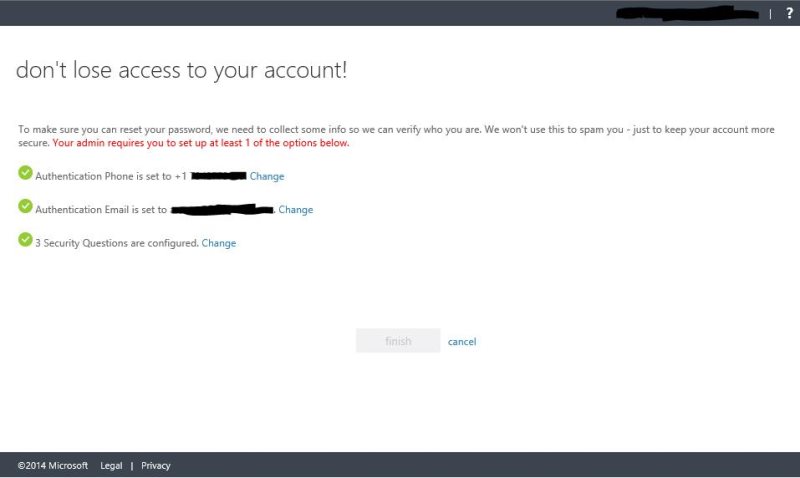 | ?
don't lose access to your account!
To make sure you can reset your password, we need to collect some info so we can verify who you are. We won't use this to spam you - just to keep your account more
secure. Your admin requires you to set up at least 1 of the options below.
Authentication Phone is set to +1 Change
Authentication Email is set to . Change
3 Security Questions are configured. Change
finish cancel
©2014 Microsoft Legal | Privacy